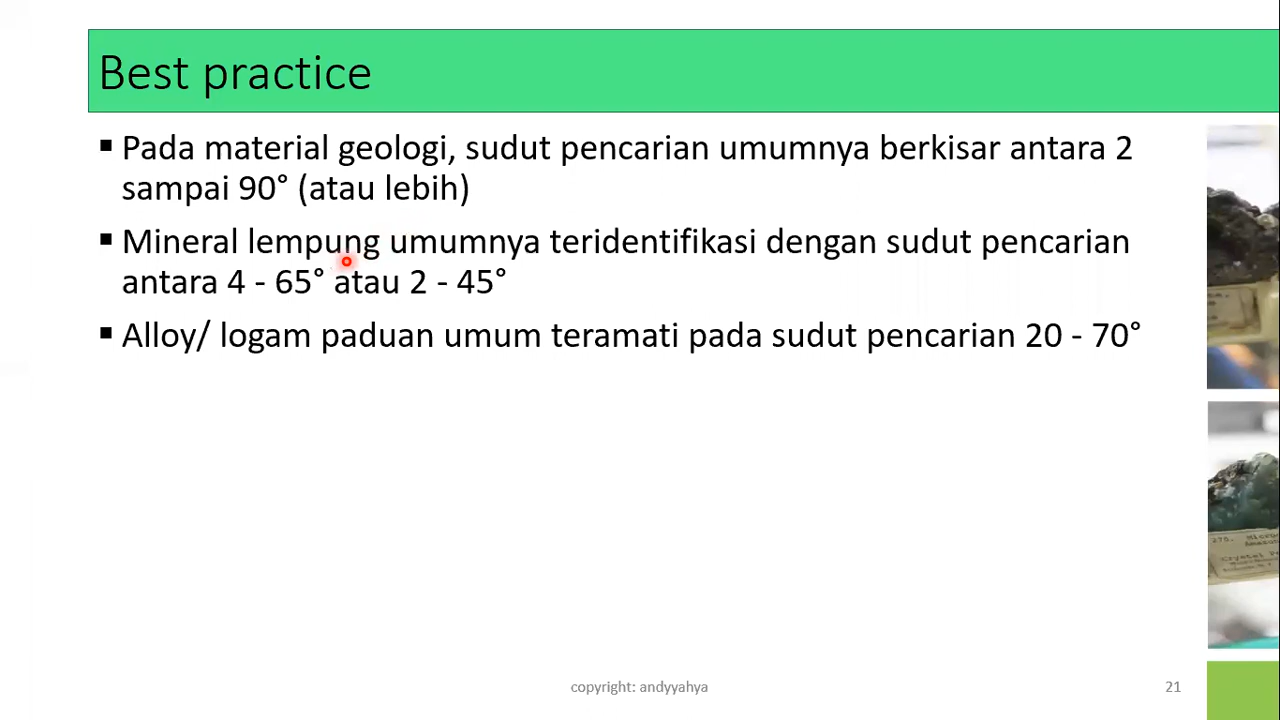 Best practice
▪ Pada material geologi, sudut pencarian umumnya berkisar antara 2
sampai 90° (atau lebih)
▪ Mineral lempung umumnya teridentifikasi dengan sudut pencarian
antara 4 - 65° atau 2 - 45°
▪ Alloy/ logam paduan umum teramati pada sudut pencarian 20 - 70°
copyright: andyyahya
21